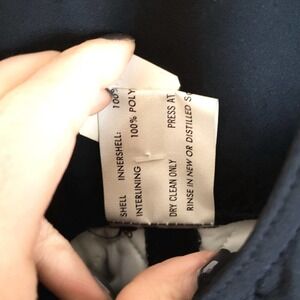 SHELL INNERSHELL: 100%
INTERLINING 100% POLY
DRY CLEAN ONLY PRESS AT
RINSE IN NEW OR DISTILLED